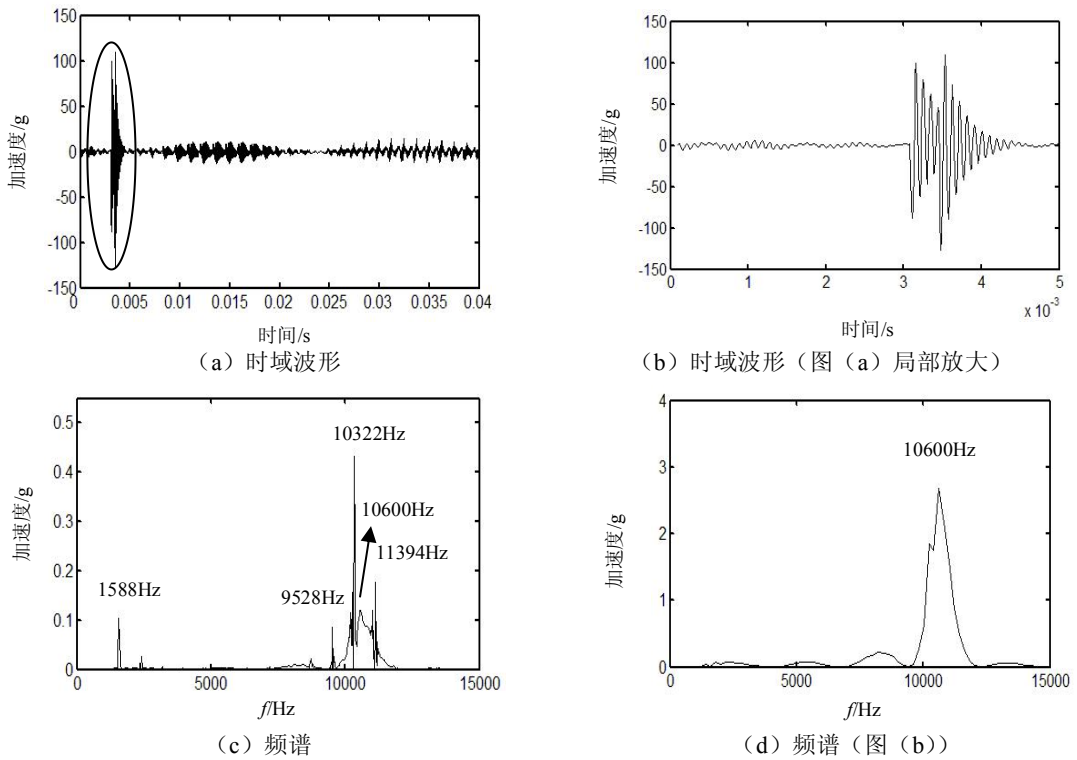 150
100
50
0
-50
-100
-150
0 0.005 0.01 0.015 0.02 0.025 0.03 0.035 0.04
加速度/g
时间/s
（a）时域波形
150
100
50
0
-50
-100
-150
0 1 2 3 4 5
x 10⁻³
加速度/g
时间/s
（b）时域波形（图（a）局部放大）
0.5
0.4
0.3
0.2
0.1
0
0 5000 10000 15000
加速度/g
10322Hz
10600Hz
11394Hz
1588Hz
9528Hz
f/Hz
（c）频谱
4
3
2
1
0
0 5000 10000 15000
加速度/g
10600Hz
f/Hz
（d）频谱（图（b））